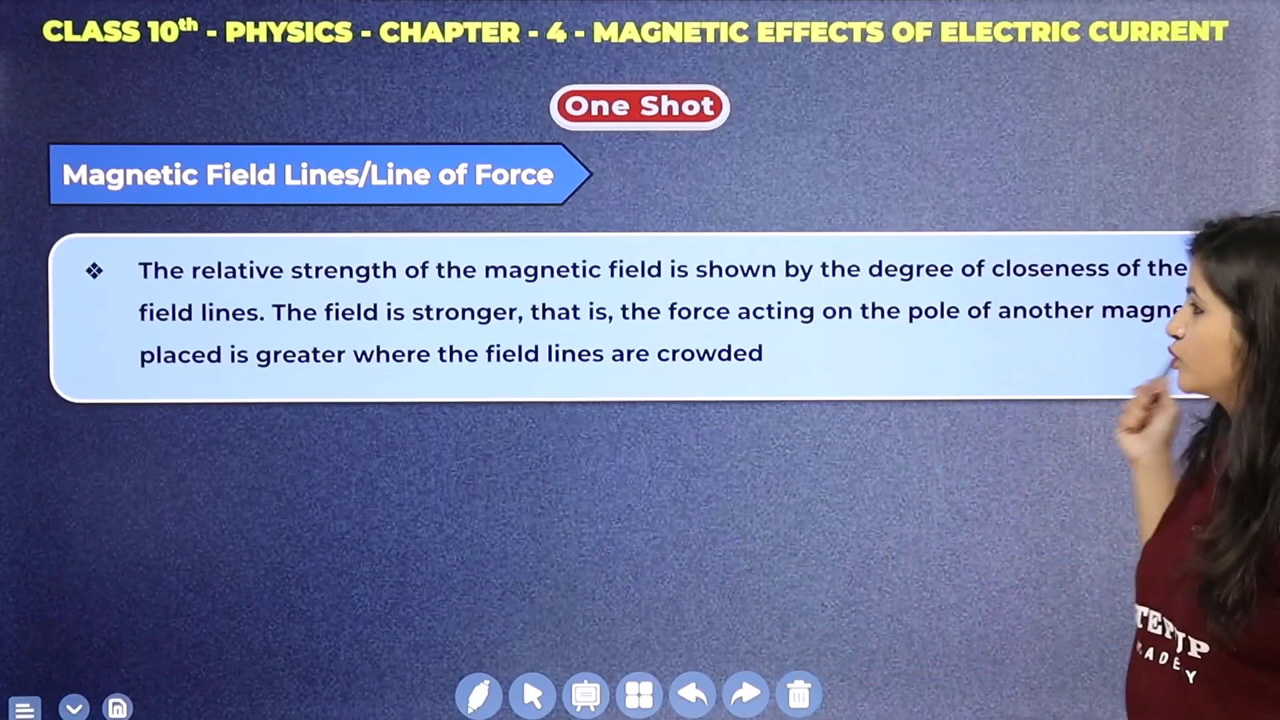 CLASS 10th - PHYSICS - CHAPTER - 4 - MAGNETIC EFFECTS OF ELECTRIC CURRENT
One Shot
Magnetic Field Lines/Line of Force
❖ The relative strength of the magnetic field is shown by the degree of closeness of the
field lines. The field is stronger, that is, the force acting on the pole of another magne
placed is greater where the field lines are crowded
TEPUP
ADE Y